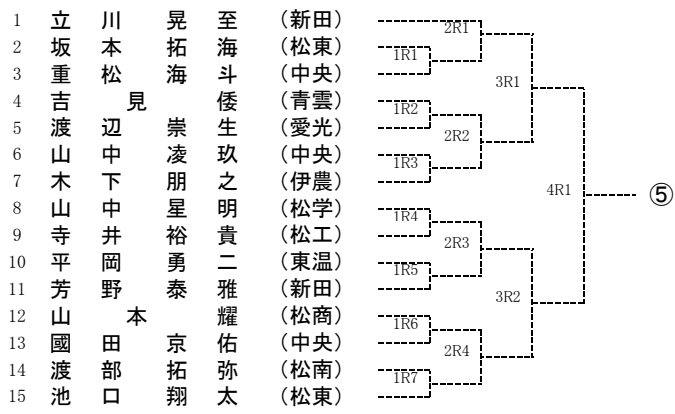 1 立川 晃至 (新田)
2 坂本 拓海 (松東)
3 重松 海斗 (中央)
4 吉見 倭 (青雲)
5 渡辺 崇生 (愛光)
6 山中 凌玖 (中央)
7 木下 朋之 (伊農)
8 山中 星明 (松学)
9 寺井 裕貴 (松工)
10 平岡 勇二 (東温)
11 芳野 泰雅 (新田)
12 山本 耀 (松商)
13 國田 京佑 (中央)
14 渡部 拓弥 (松南)
15 池口 翔太 (松東)
2R1
1R1
3R1
1R2
2R2
1R3
4R1
⑤
1R4
2R3
1R5
3R2
1R6
2R4
1R7